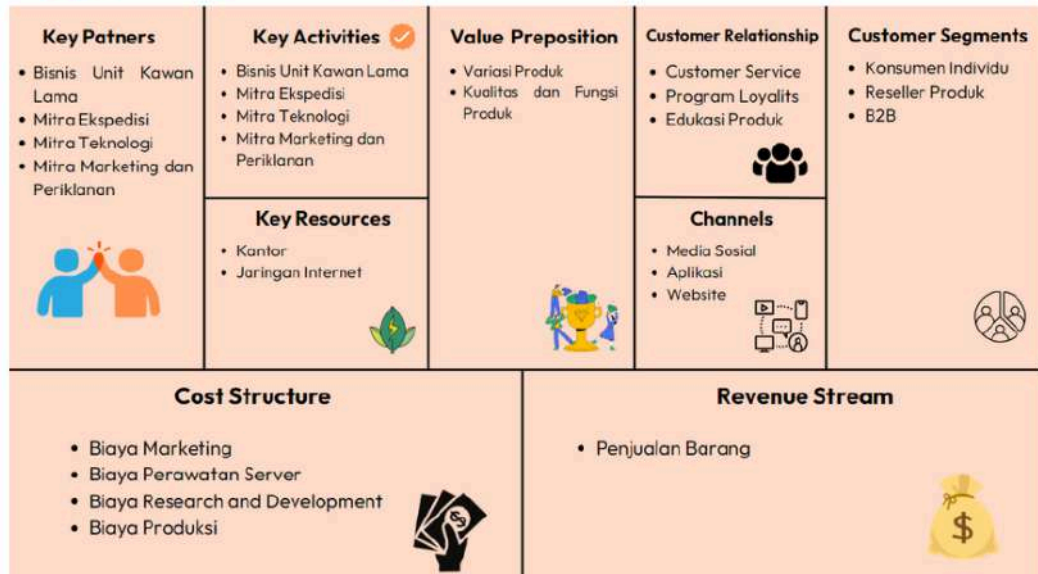 Key Patners
• Bisnis Unit Kawan
Lama
• Mitra Ekspedisi
• Mitra Teknologi
• Mitra Marketing dan
Periklanan
Key Activities
• Bisnis Unit Kawan Lama
• Mitra Ekspedisi
• Mitra Teknologi
• Mitra Marketing dan
Periklanan
Key Resources
• Kantor
• Jaringan Internet
Value Preposition
• Variasi Produk
• Kualitas dan Fungsi
Produk
Customer Relationship
• Customer Service
• Program Loyalits
• Edukasi Produk
Channels
• Media Sosial
• Aplikasi
• Website
Customer Segments
• Konsumen Individu
• Reseller Produk
• B2B
Cost Structure
• Biaya Marketing
• Biaya Perawatan Server
• Biaya Research and Development
• Biaya Produksi
Revenue Stream
• Penjualan Barang